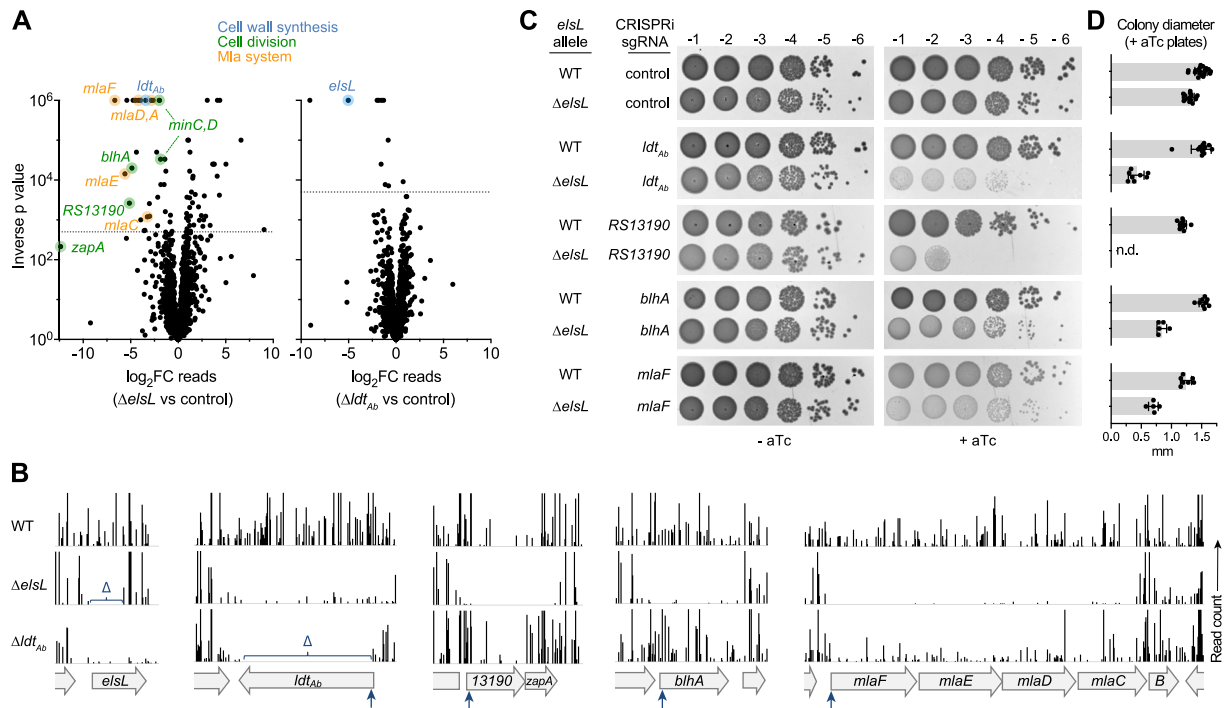 A
Cell wall synthesis
Cell division
Mla system
mlaF
ldtAb
mlaD,A
minC,D
blhA
mlaE
RS13190
mlaC
zapA
elsL
Inverse p value
10^6
10^4
10^2
10^0
-10 -5 0 5 10
-10 -5 0 5 10
log2FC reads
(ΔelsL vs control)
log2FC reads
(ΔldtAb vs control)
C
elsL allele
CRISPRi sgRNA
-1 -2 -3 -4 -5 -6
-1 -2 -3 -4 -5 - 6
WT control
ΔelsL control
WT ldtAb
ΔelsL ldtAb
WT RS13190
ΔelsL RS13190
WT blhA
ΔelsL blhA
WT mlaF
ΔelsL mlaF
- aTc
+ aTc
D
Colony diameter
(+ aTc plates)
n.d.
0.0 0.5 1.0 1.5
mm
B
WT
ΔelsL
Δ
ΔldtAb
Δ
Read count
elsL
ldtAb
13190
zapA
blhA
mlaF
mlaE
mlaD
mlaC
B